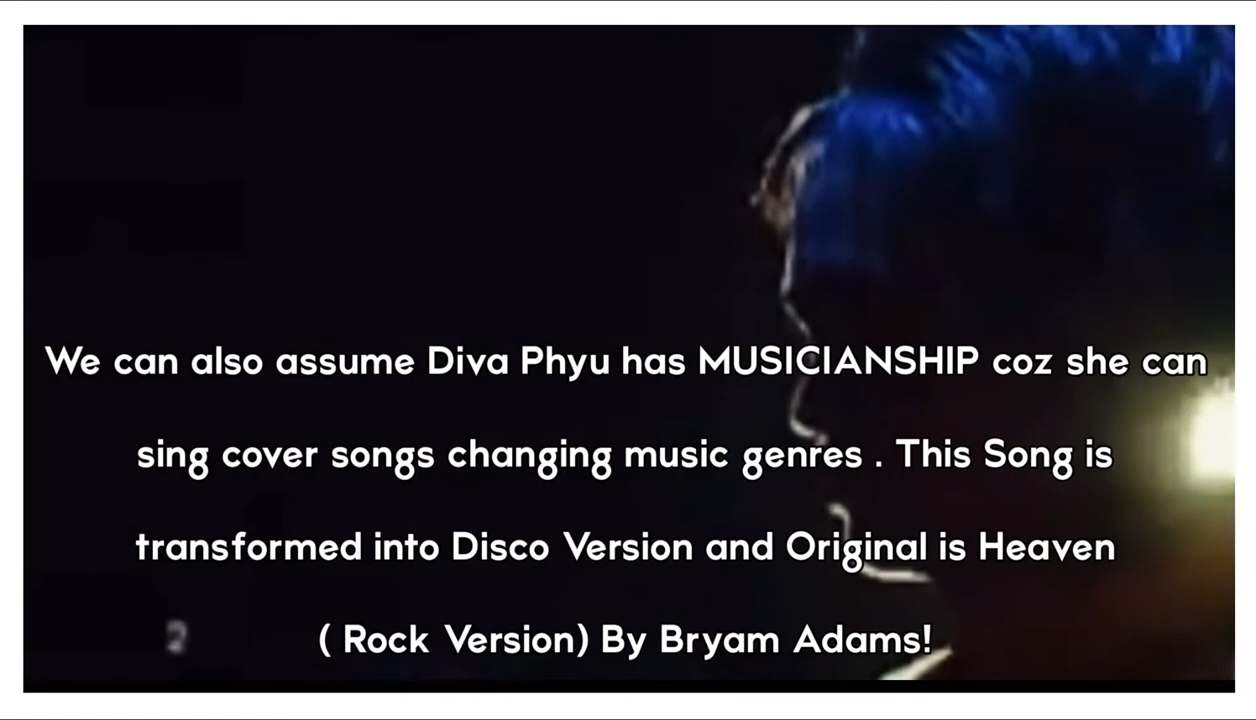 We can also assume Diva Phyu has MUSICIANSHIP coz she can
sing cover songs changing music genres . This Song is
transformed into Disco Version and Original is Heaven
( Rock Version) By Bryam Adams!
2